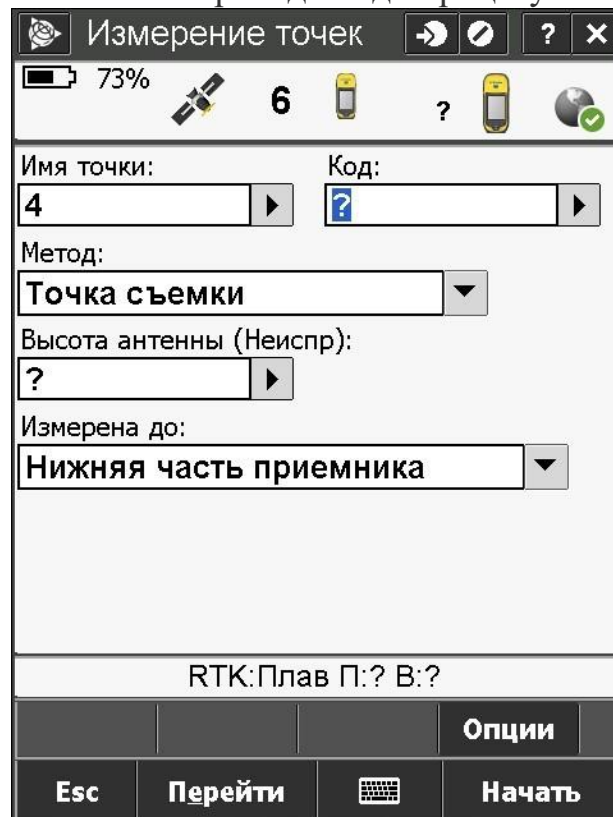 Измерение точек ? ×
73% 6 ?
Имя точки: Код:
4 ?
Метод:
Точка съемки
Высота антенны (Неиспр):
?
Измерена до:
Нижняя часть приемника
RTK:Плав П:? В:?
Опции
Esc Перейти Начать